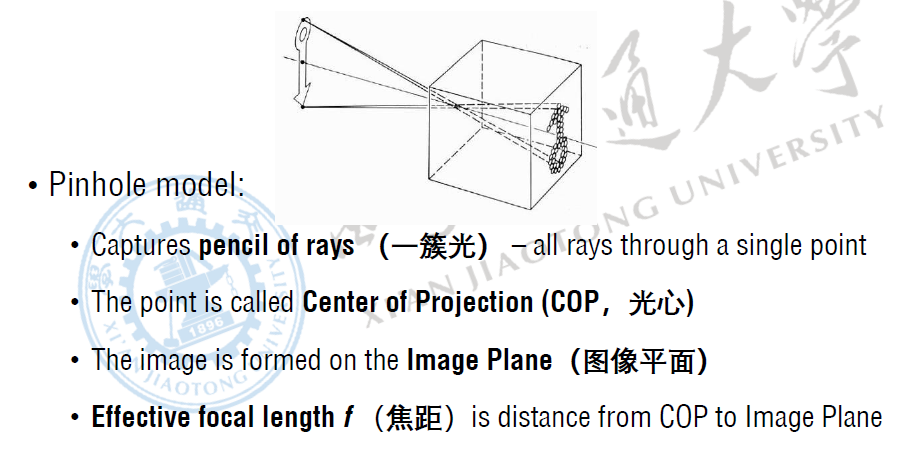 • Pinhole model:
• Captures pencil of rays （一簇光） – all rays through a single point
• The point is called Center of Projection (COP，光心)
• The image is formed on the Image Plane（图像平面）
• Effective focal length f （焦距）is distance from COP to Image Plane
通大學
XI'AN JIAOTONG UNIVERSITY
1896
XI'AN JIAOTONG UNIVERSITY